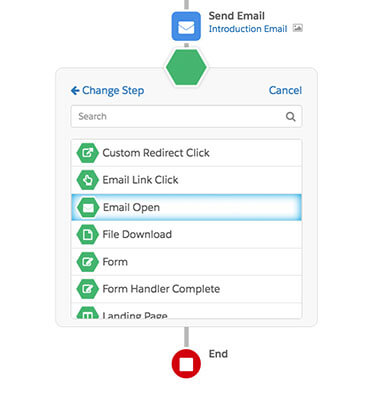 Send Email
Introduction Email
Change Step
Cancel
Search
Custom Redirect Click
Email Link Click
Email Open
File Download
Form
Form Handler Complete
Landing Page
End